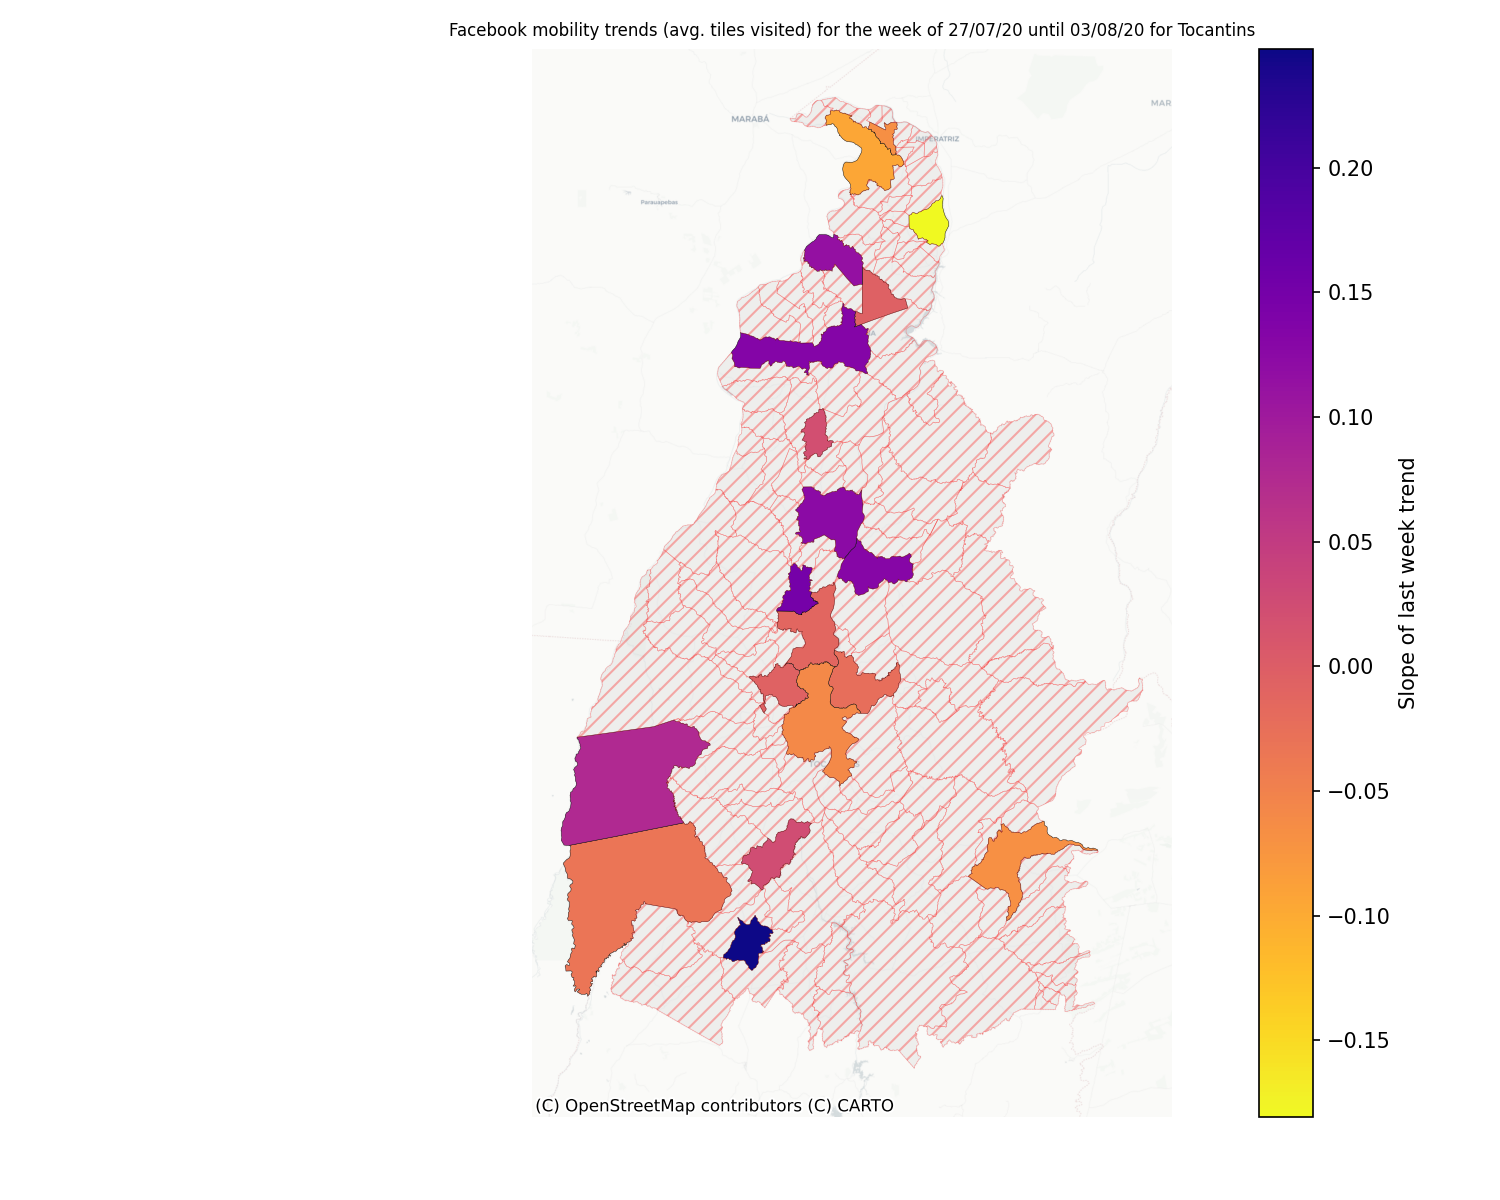 Facebook mobility trends (avg. tiles visited) for the week of 27/07/20 until 03/08/20 for Tocantins
MAR
MARABÁ
IMPERATRIZ
Parauapebas
0.20
0.15
0.10
0.05
0.00
−0.05
−0.10
−0.15
Slope of last week trend
(C) OpenStreetMap contributors (C) CARTO